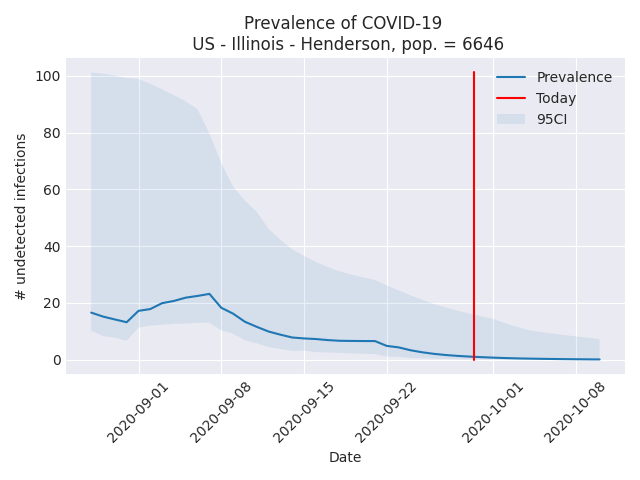 Prevalence of COVID-19
US - Illinois - Henderson, pop. = 6646
Prevalence
Today
95CI
# undetected infections
100
80
60
40
20
0
2020-09-01
2020-09-08
2020-09-15
2020-09-22
2020-10-01
2020-10-08
Date